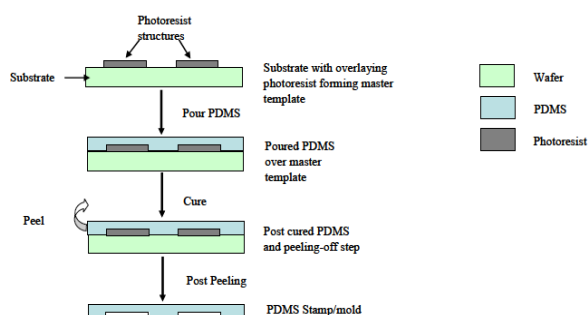 Photoresist
structures
Substrate
Substrate with overlaying
photoresist forming master
template
Wafer
PDMS
Photoresist
Pour PDMS
Poured PDMS
over master
template
Cure
Peel
Post cured PDMS
and peeling-off step
Post Peeling
PDMS Stamp/mold